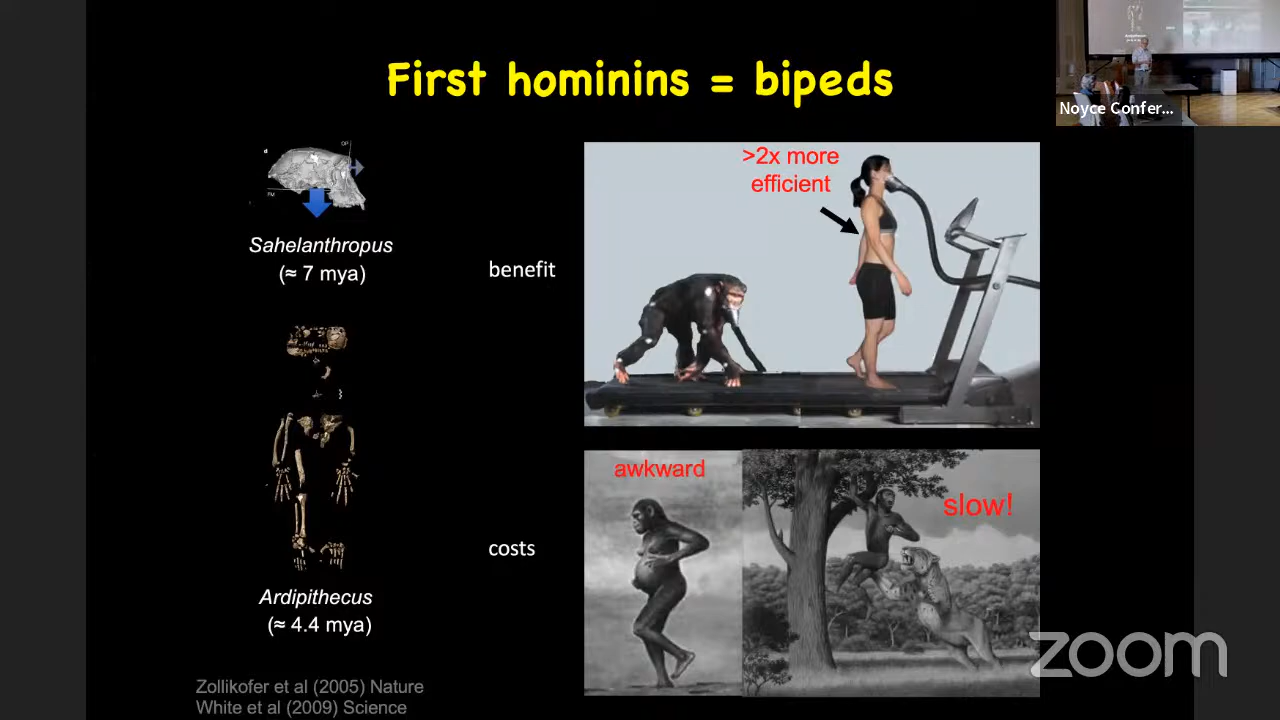 First hominins = bipeds
Noyce Confer...
Sahelanthropus
(≈ 7 mya)
benefit
>2x more
efficient
Ardipithecus
(≈ 4.4 mya)
costs
awkward
slow!
Zollikofer et al (2005) Nature
White et al (2009) Science
zoom